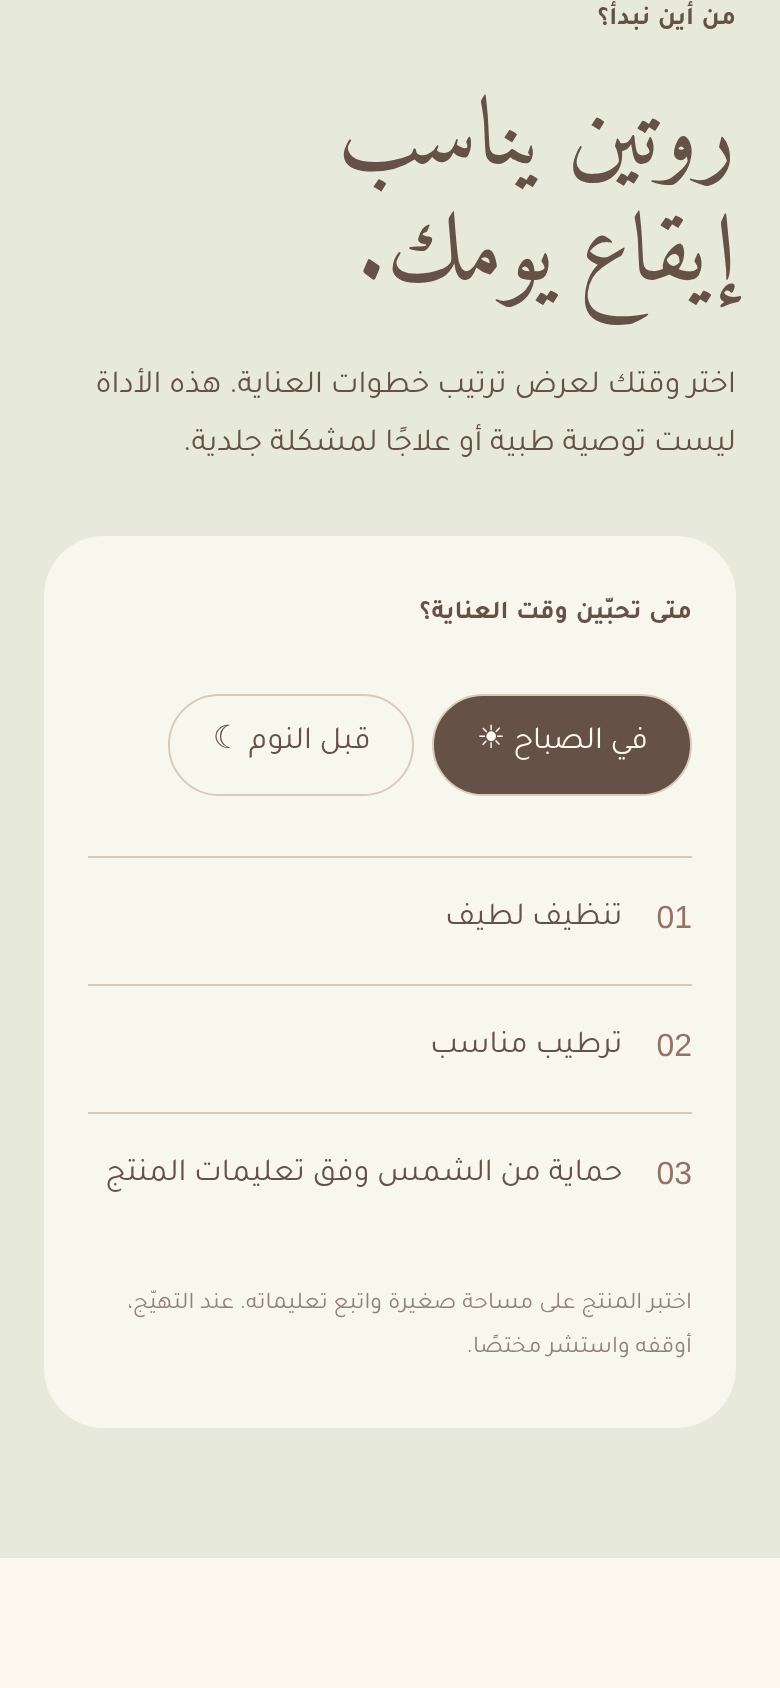 من أين نبدأ؟
روتين يناسب
إيقاع يومك.
اختر وقتك لعرض ترتيب خطوات العناية. هذه الأداة
ليست توصية طبية أو علاجًا لمشكلة جلدية.
متى تحبّين وقت العناية؟
في الصباح ☀
قبل النوم ☾
01 تنظيف لطيف
02 ترطيب مناسب
03 حماية من الشمس وفق تعليمات المنتج
اختبر المنتج على مساحة صغيرة واتبع تعليماته. عند التهيّج،
أوقفه واستشر مختصًا.